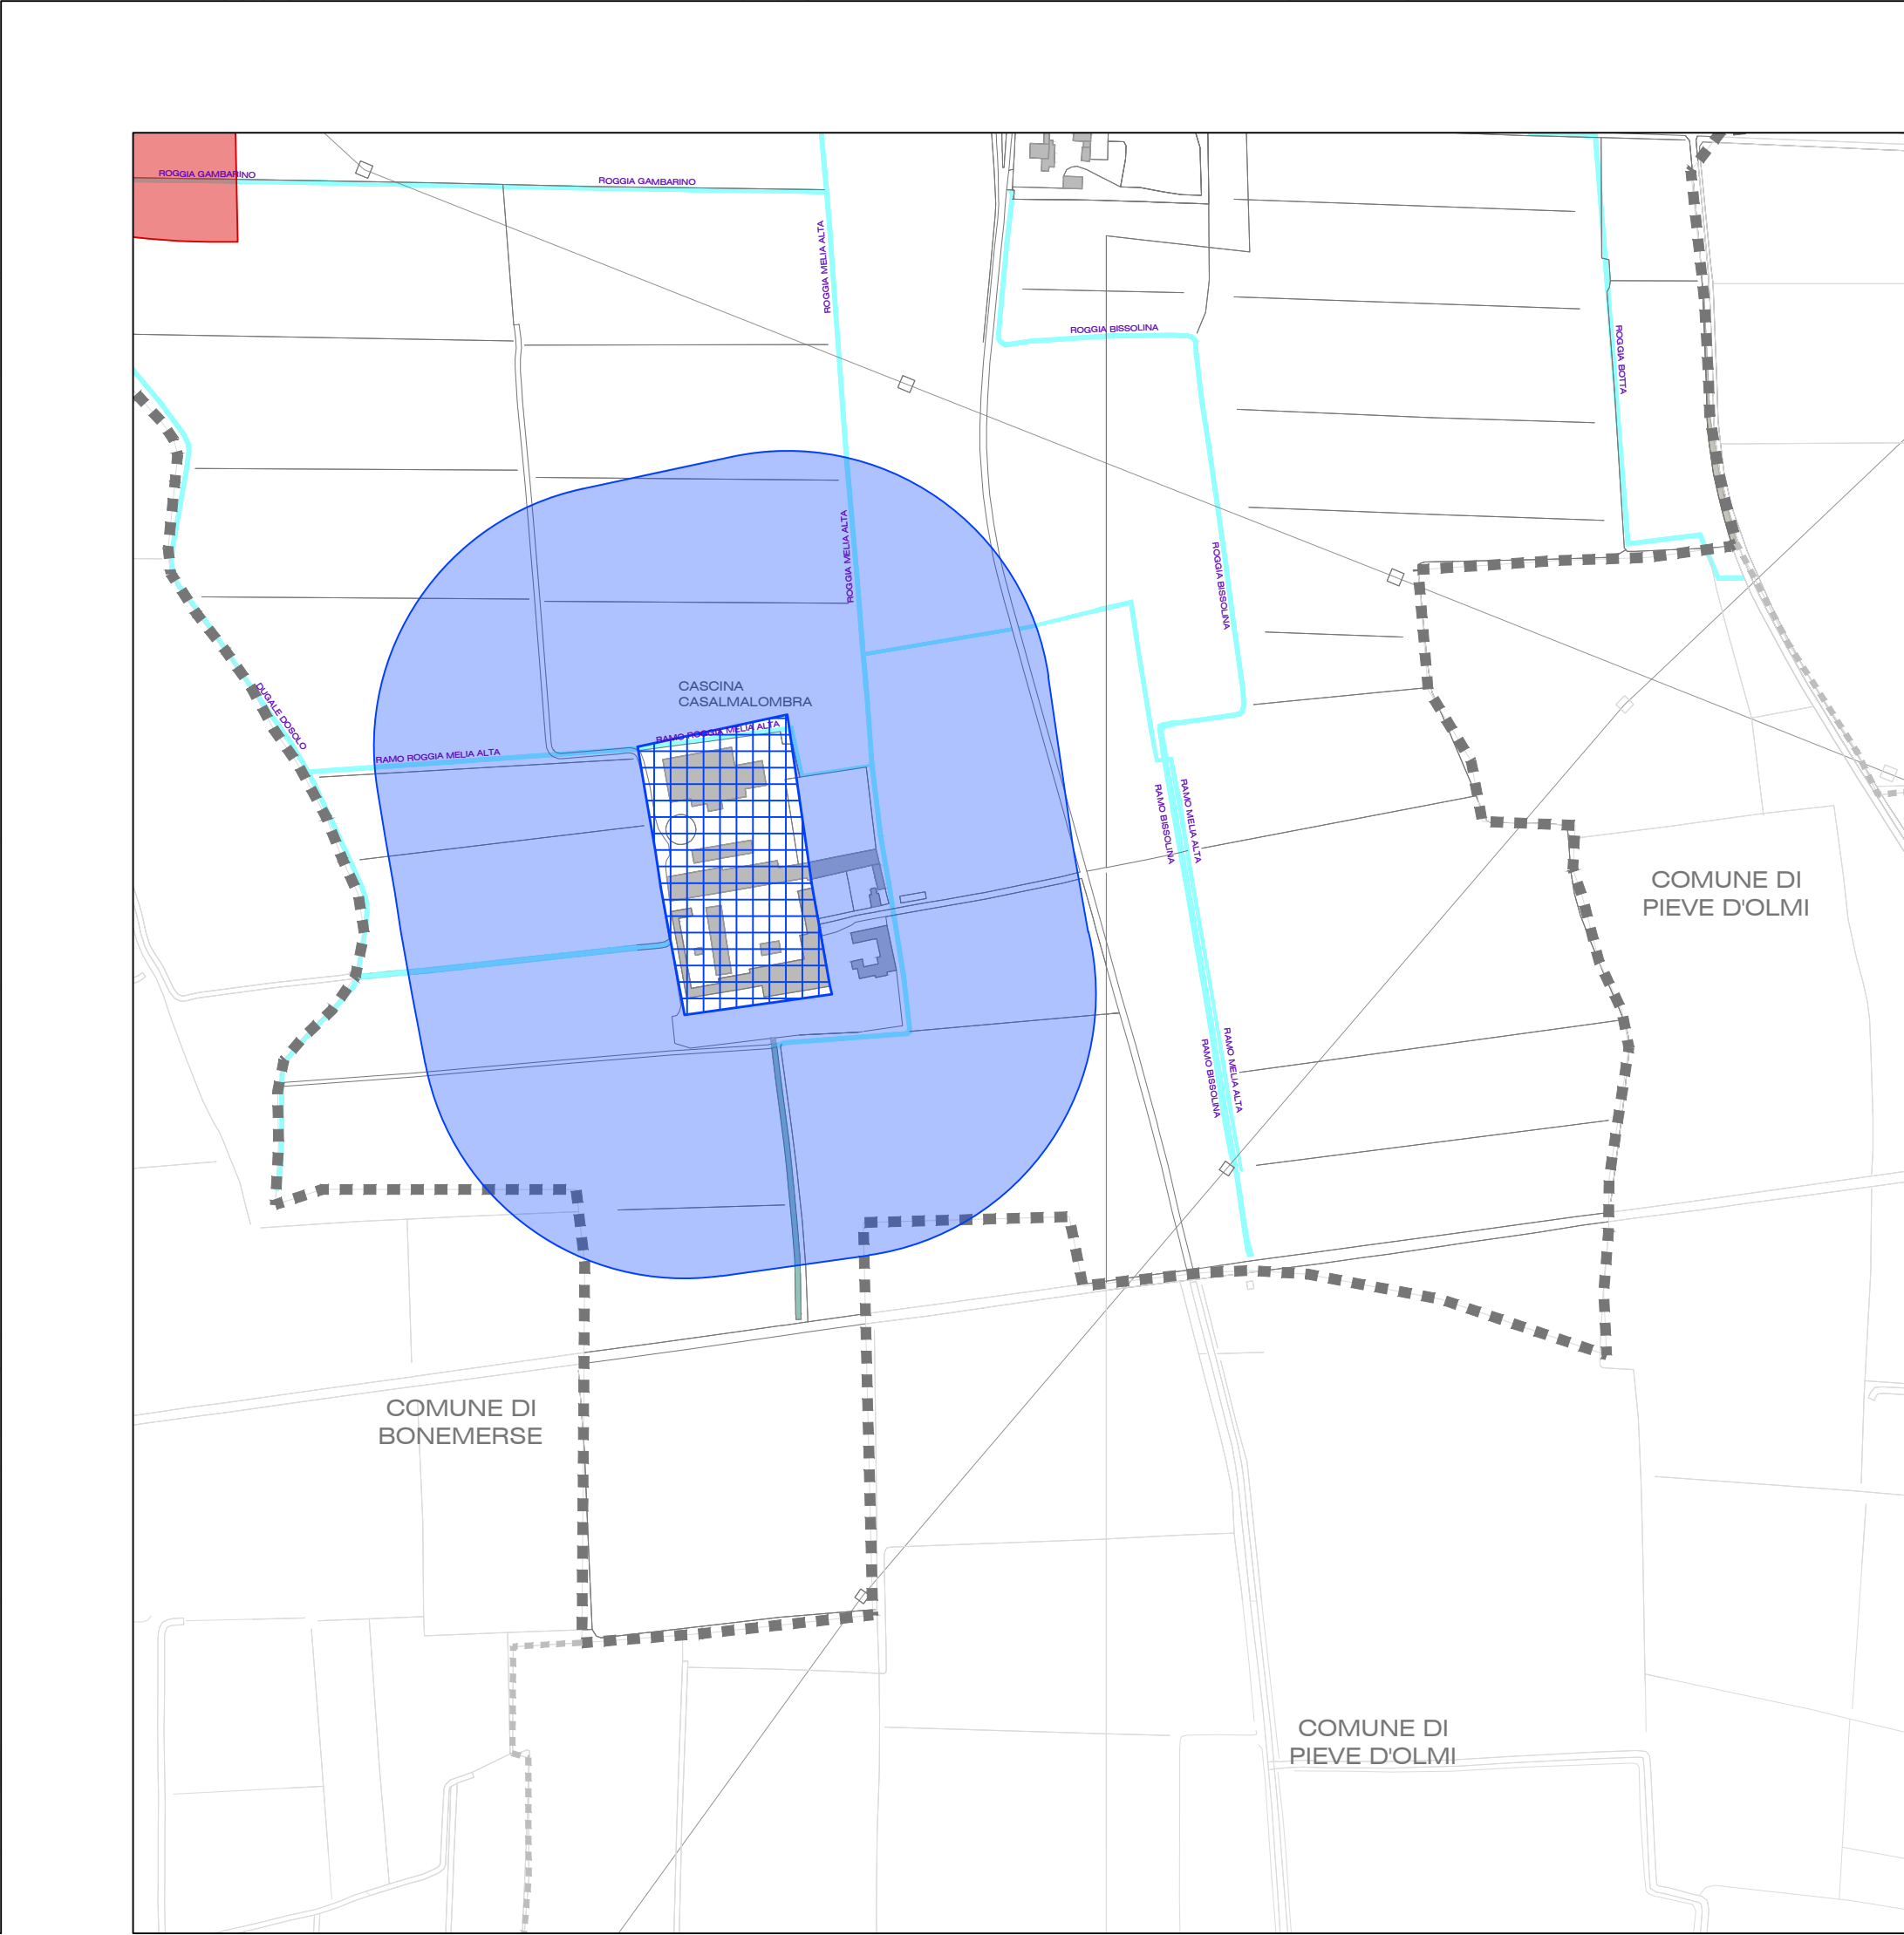 ROGGIA GAMBARINO
ROGGIA GAMBARINO
ROGGIA MELIA ALTA
ROGGIA BISSOLINA
ROGGIA BOTTA
ROGGIA MELIA ALTA
ROGGIA BISSOLINA
CASCINA
CASALMALOMBRA
DUGALE DOSOLO
RAMO ROGGIA MELIA ALTA
RAMO ROGGIA MELIA ALTA
RAMO BISSOLINA
RAMO MELIA ALTA
COMUNE DI
PIEVE D'OLMI
RAMO BISSOLINA
RAMO MELIA ALTA
COMUNE DI
BONEMERSE
COMUNE DI
PIEVE D'OLMI